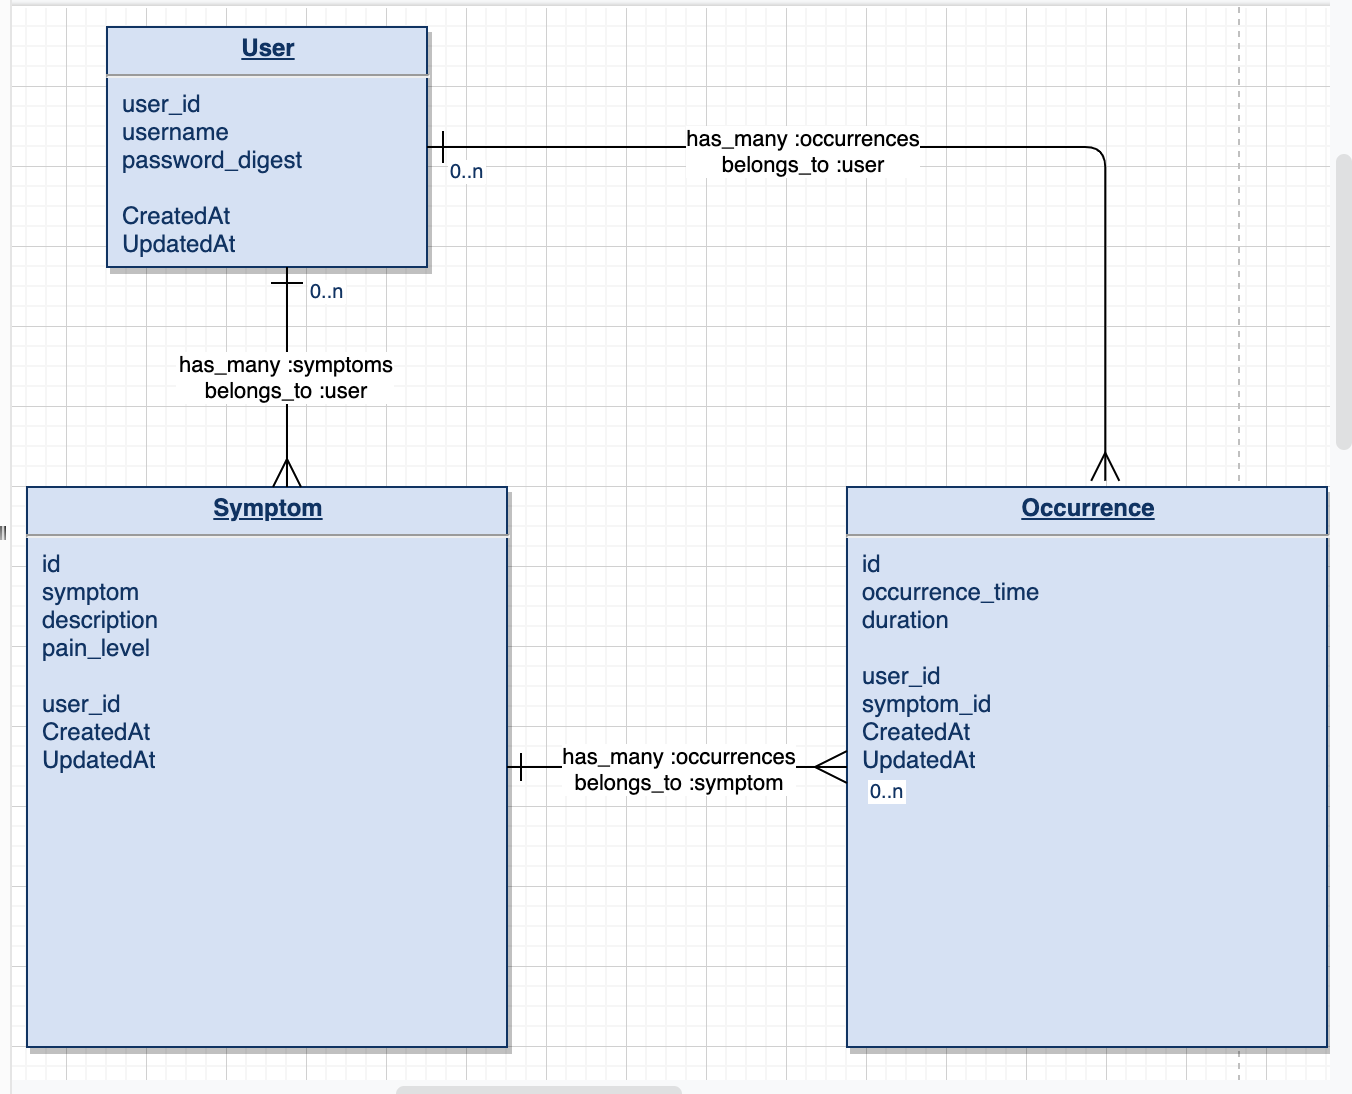 User
user_id
username
password_digest
CreatedAt
UpdatedAt
0..n
has_many :occurrences
belongs_to :user
0..n
has_many :symptoms
belongs_to :user
Symptom
id
symptom
description
pain_level
user_id
CreatedAt
UpdatedAt
has_many :occurrences
belongs_to :symptom
Occurrence
id
occurrence_time
duration
user_id
symptom_id
CreatedAt
UpdatedAt
0..n